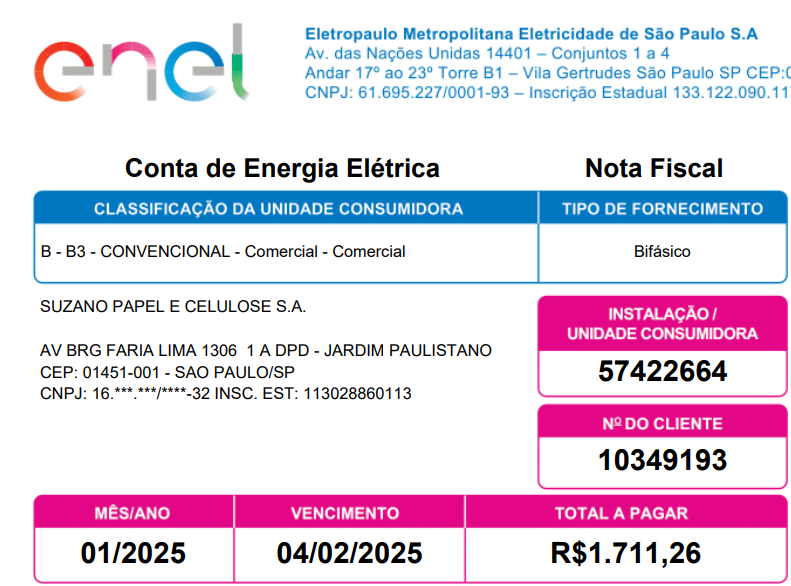 enel
Eletropaulo Metropolitana Eletricidade de São Paulo S.A
Av. das Nações Unidas 14401 – Conjuntos 1 a 4
Andar 17º ao 23º Torre B1 – Vila Gertrudes São Paulo SP CEP:
CNPJ: 61.695.227/0001-93 – Inscrição Estadual 133.122.090.11
Conta de Energia Elétrica
Nota Fiscal
CLASSIFICAÇÃO DA UNIDADE CONSUMIDORA
TIPO DE FORNECIMENTO
B - B3 - CONVENCIONAL - Comercial - Comercial
Bifásico
SUZANO PAPEL E CELULOSE S.A.
AV BRG FARIA LIMA 1306 1 A DPD - JARDIM PAULISTANO
CEP: 01451-001 - SAO PAULO/SP
CNPJ: 16.***.***/****-32 INSC. EST: 113028860113
INSTALAÇÃO /
UNIDADE CONSUMIDORA
57422664
Nº DO CLIENTE
10349193
MÊS/ANO
VENCIMENTO
TOTAL A PAGAR
01/2025
04/02/2025
R$1.711,26